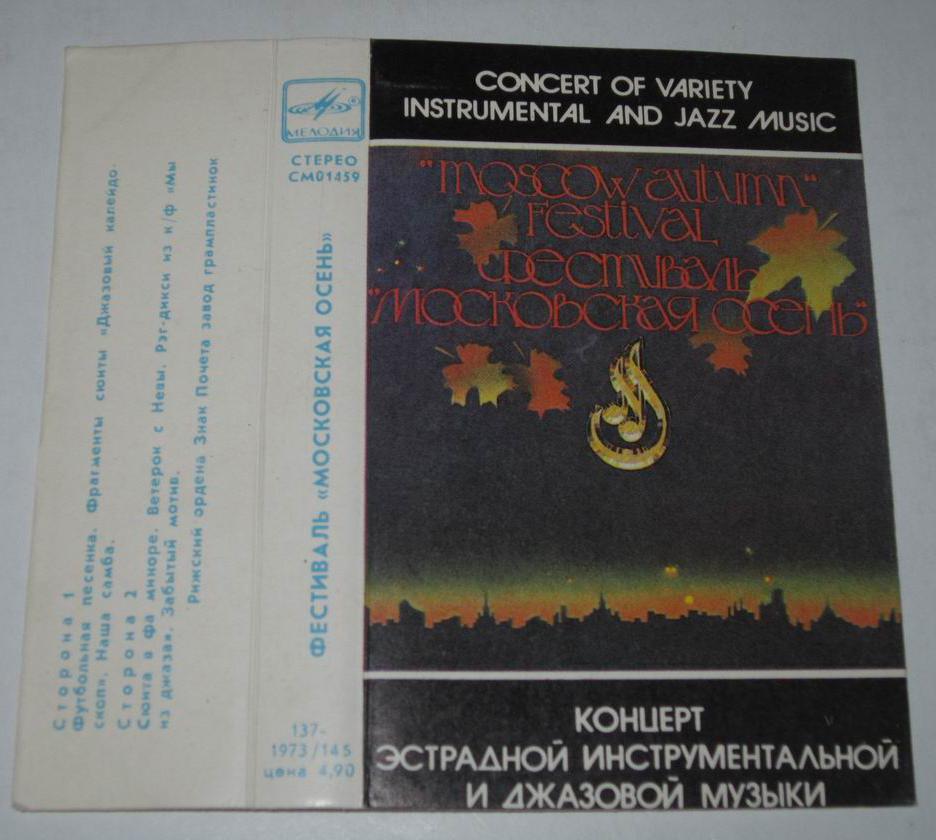 CONCERT OF VARIETY
INSTRUMENTAL AND JAZZ MUSIC
"MOSCOW AUTUMN"
FESTIVAL
ФЕСТИВАЛЬ
"МОСКОВСКАЯ ОСЕНЬ"
КОНЦЕРТ
ЭСТРАДНОЙ ИНСТРУМЕНТАЛЬНОЙ
И ДЖАЗОВОЙ МУЗЫКИ
МЕЛОДИЯ
СТЕРЕО
СМ01459
ФЕСТИВАЛЬ «МОСКОВСКАЯ ОСЕНЬ»
137-
1973/145
цена 4,90
Сторона 1
Футбольная песенка. Фрагменты сюиты «Джазовый калейдо-
скоп». Наша самба.
Сторона 2
Сюита в фа миноре. Ветерок с Невы. Рэг-дикси из к/ф «Мы
из джаза». Забытый мотив.
Рижский ордена Знак Почета завод грампластинок